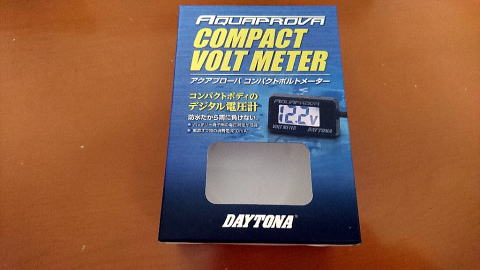 AQUAPROVA
COMPACT
VOLT METER
アクアプローバ・コンパクトボルトメーター
コンパクトボディの
デジタル電圧計
防水だから雨に負けない。
AQUAPROVA
12.2V
VOLT METER DAYTONA
DAYTONA